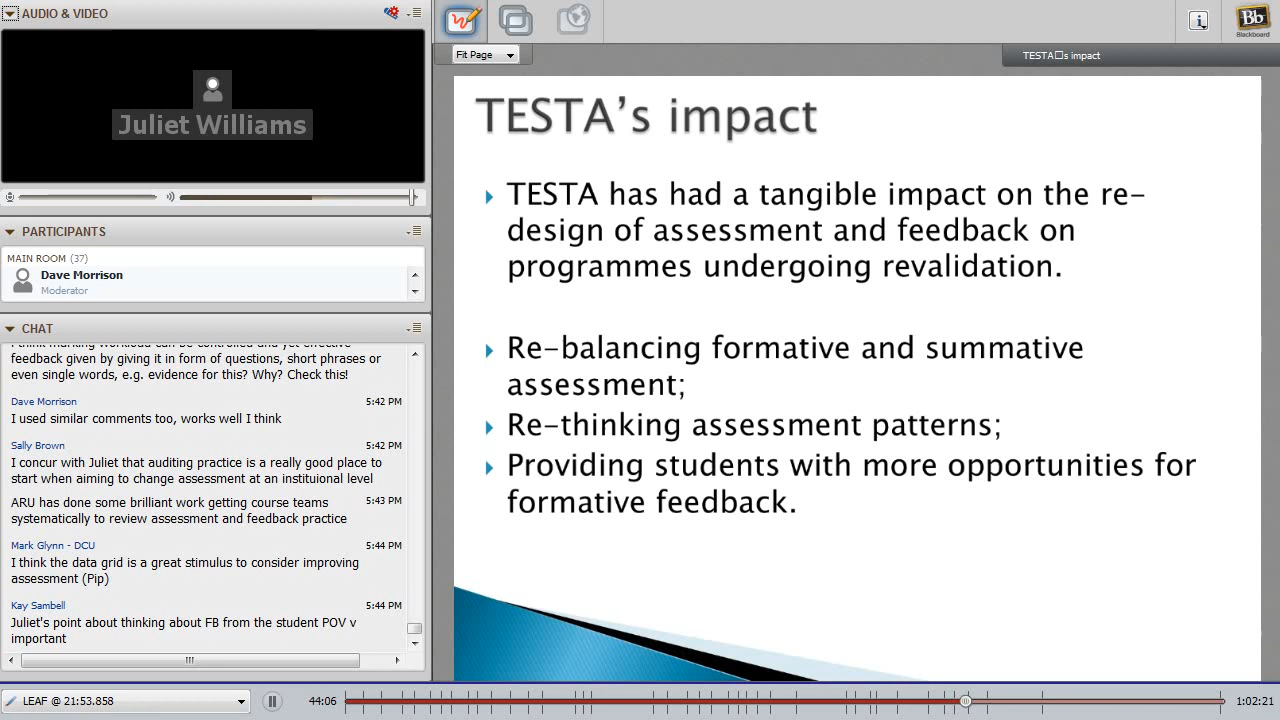 AUDIO & VIDEO
Juliet Williams
PARTICIPANTS
MAIN ROOM (37)
Dave Morrison
Moderator
CHAT
think marking workload can be controlled and yet effective
feedback given by giving it in form of questions, short phrases or
even single words, e.g. evidence for this? Why? Check this!
Dave Morrison 5:42 PM
I used similar comments too, works well I think
Sally Brown 5:42 PM
I concur with Juliet that auditing practice is a really good place to
start when aiming to change assessment at an instituional level
ARU has done some brilliant work getting course teams 5:43 PM
systematically to review assessment and feedback practice
Mark Glynn - DCU 5:44 PM
I think the data grid is a great stimulus to consider improving
assessment (Pip)
Kay Sambell 5:44 PM
Juliet's point about thinking about FB from the student POV v
important
LEAF @ 21:53.858
44:06
1:02:21
Fit Page
TESTA□s impact
Bb
Blackboard
TESTA’s impact
TESTA has had a tangible impact on the re-
design of assessment and feedback on
programmes undergoing revalidation.
Re-balancing formative and summative
assessment;
Re-thinking assessment patterns;
Providing students with more opportunities for
formative feedback.